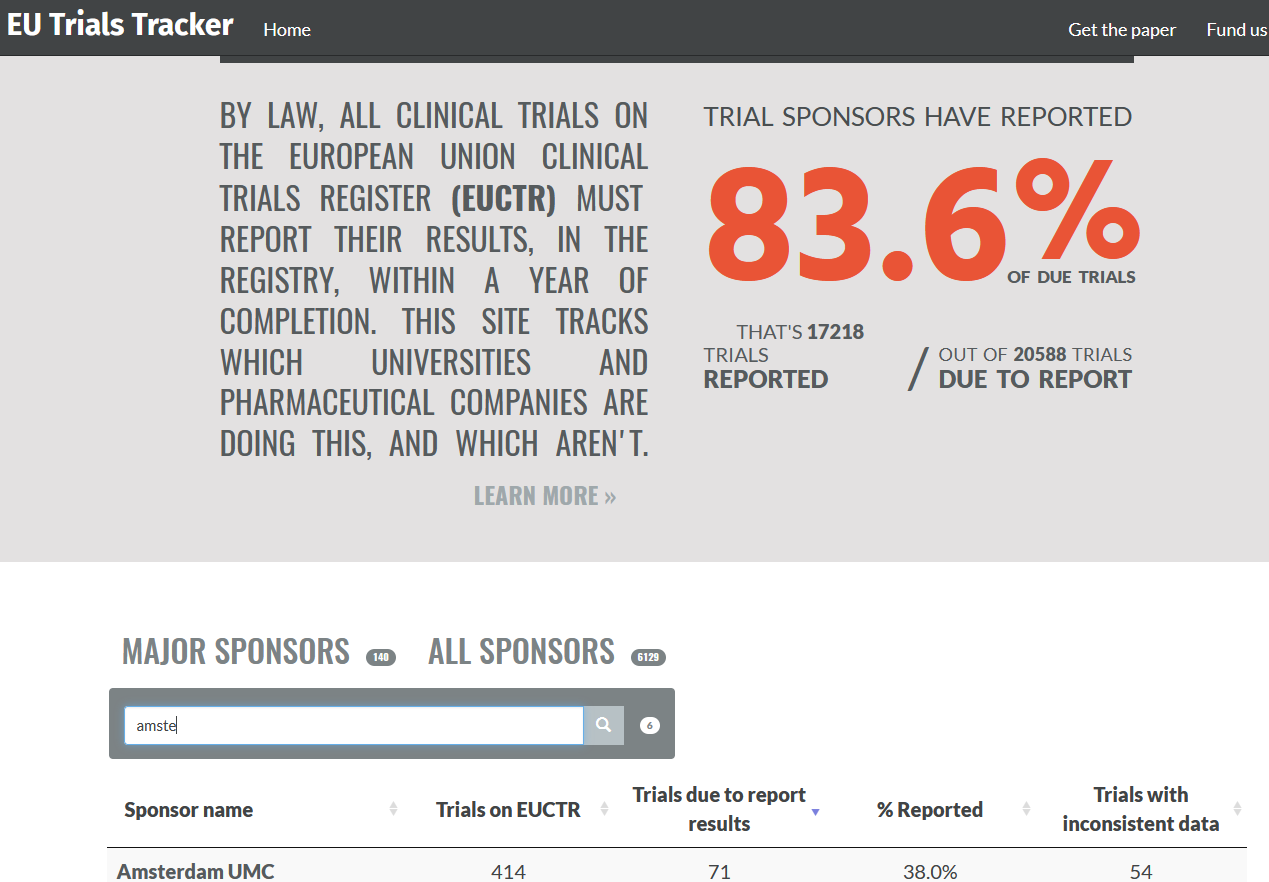 EU Trials Tracker Home Get the paper Fund us
BY LAW, ALL CLINICAL TRIALS ON
THE EUROPEAN UNION CLINICAL
TRIALS REGISTER (EUCTR) MUST
REPORT THEIR RESULTS, IN THE
REGISTRY, WITHIN A YEAR OF
COMPLETION. THIS SITE TRACKS
WHICH UNIVERSITIES AND
PHARMACEUTICAL COMPANIES ARE
DOING THIS, AND WHICH AREN'T.
LEARN MORE »
TRIAL SPONSORS HAVE REPORTED
83.6%
OF DUE TRIALS
THAT'S 17218
TRIALS
REPORTED
/
OUT OF 20588 TRIALS
DUE TO REPORT
MAJOR SPONSORS 140 ALL SPONSORS 6129
amste 6
Sponsor name
Trials on EUCTR
Trials due to report
results
% Reported
Trials with
inconsistent data
Amsterdam UMC 414 71 38.0% 54